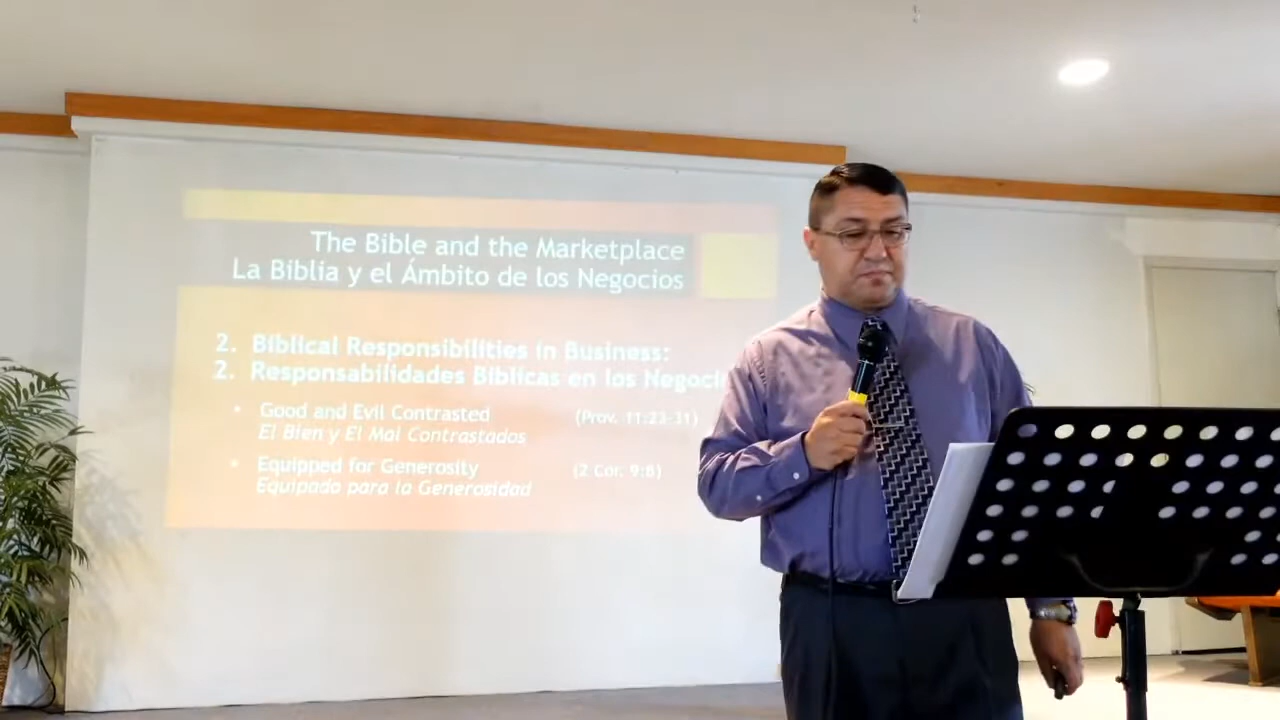 The Bible and the Marketplace
La Biblia y el Ámbito de los Negocios
2. Biblical Responsibilities in Business:
2. Responsabilidades Bíblicas en los
• Good and Evil Contrasted (Prov. 11:23-31)
El Bien y El Mal Contrastados
• Equipped for Generosity (2 Cor. 9:8)
Equipado para la Generosidad